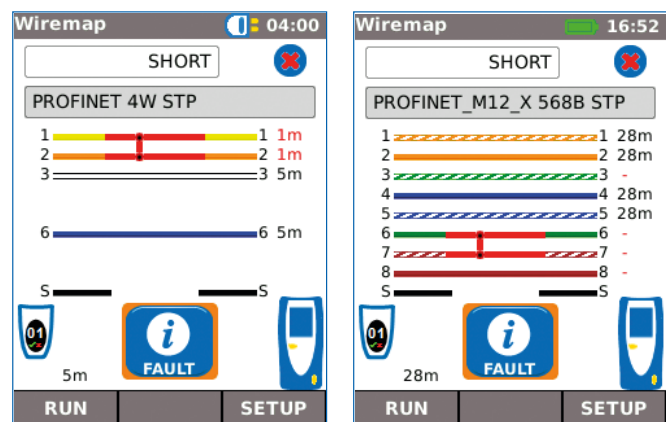 Wiremap 04:00
SHORT
PROFINET 4W STP
1 1 1m
2 2 1m
3 3 5m
6 6 5m
S S
01
i
FAULT
5m
RUN SETUP
Wiremap 16:52
SHORT
PROFINET_M12_X 568B STP
1 1 28m
2 2 28m
3 3 -
4 4 28m
5 5 28m
6 6 -
7 7 -
8 8 -
S S
01
i
FAULT
28m
RUN SETUP